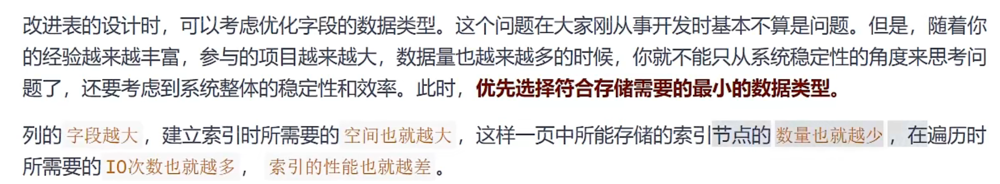 改进表的设计时，可以考虑优化字段的数据类型。这个问题在大家刚从事开发时基本不算是问题。但是，随着你
的经验越来越丰富，参与的项目越来越大，数据量也越来越多的时候，你就不能只从系统稳定性的角度来思考问
题了，还要考虑到系统整体的稳定性和效率。此时，优先选择符合存储需要的最小的数据类型。
列的 字段越大 ，建立索引时所需要的 空间也就越大 ，这样一页中所能存储的索引节点的 数量也就越少 ，在遍历时
所需要的 IO次数也就越多 ， 索引的性能也就越差 。